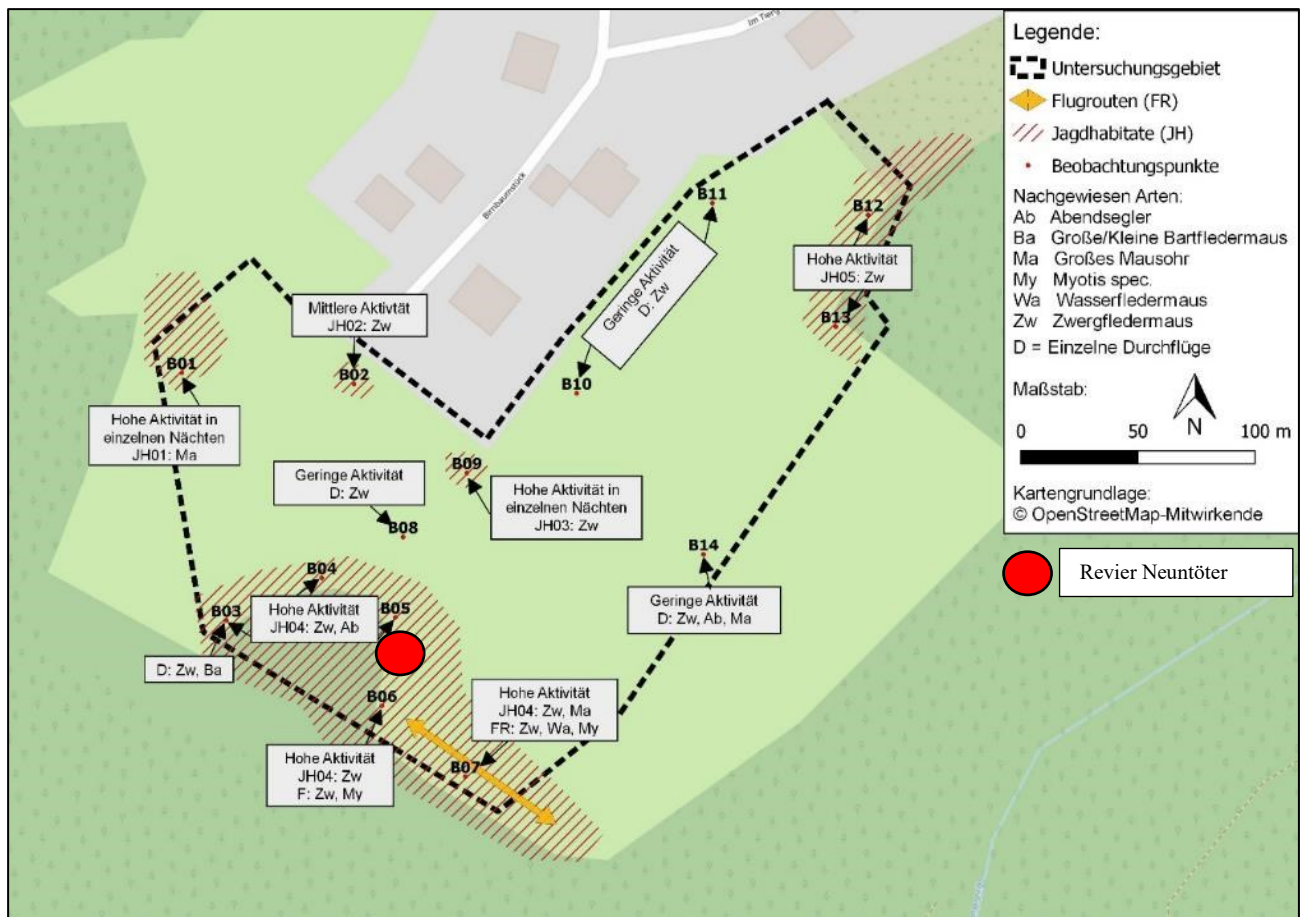 Im Tierg
Birnbaumstück
B11
B12
Hohe Aktivität
JH05: Zw
Geringe Aktivität
D: Zw
B13
Mittlere Aktivtät
JH02: Zw
B01
B02
B10
Hohe Aktivität in
einzelnen Nächten
JH01: Ma
B09
Geringe Aktivität
D: Zw
Hohe Aktivität in
einzelnen Nächten
JH03: Zw
B08
B14
B04
Geringe Aktivität
D: Zw, Ab, Ma
B03
Hohe Aktivität
JH04: Zw, Ab
B05
D: Zw, Ba
B06
Hohe Aktivität
JH04: Zw, Ma
FR: Zw, Wa, My
Hohe Aktivität
JH04: Zw
F: Zw, My
B07
Legende:
Untersuchungsgebiet
Flugrouten (FR)
Jagdhabitate (JH)
Beobachtungspunkte
Nachgewiesen Arten:
Ab Abendsegler
Ba Große/Kleine Bartfledermaus
Ma Großes Mausohr
My Myotis spec.
Wa Wasserfledermaus
Zw Zwergfledermaus
D = Einzelne Durchflüge
Maßstab:
N
0 50 100 m
Kartengrundlage:
© OpenStreetMap-Mitwirkende
Revier Neuntöter